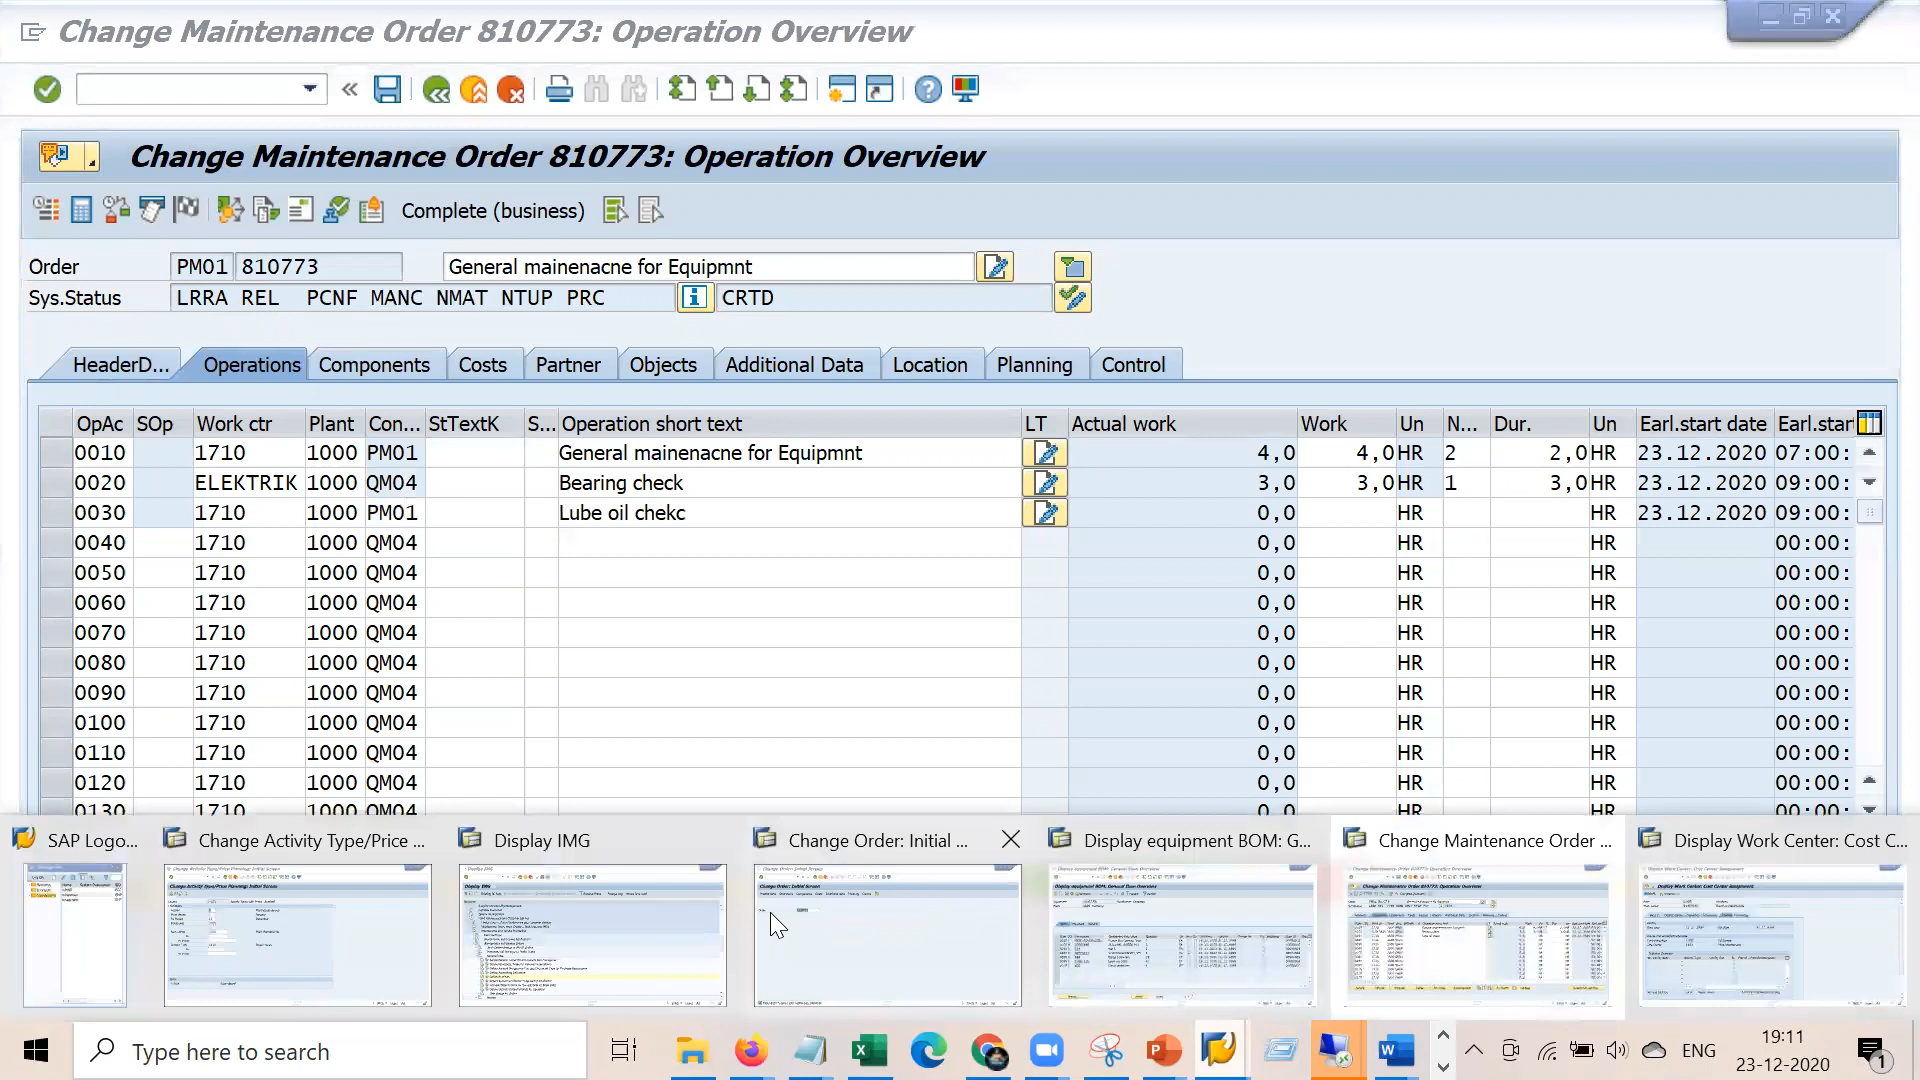 Change Maintenance Order 810773: Operation Overview
Change Maintenance Order 810773: Operation Overview
Complete (business)
Order PM01 810773 General mainenacne for Equipmnt
Sys.Status LRRA REL PCNF MANC NMAT NTUP PRC CRTD
HeaderD... Operations Components Costs Partner Objects Additional Data Location Planning Control
OpAc SOp Work ctr Plant Con... StTextK S... Operation short text LT Actual work Work Un N... Dur. Un Earl.start date Earl.start
0010 1710 1000 PM01 General mainenacne for Equipmnt 4,0 4,0 HR 2 2,0 HR 23.12.2020 07:00:
0020 ELEKTRIK 1000 QM04 Bearing check 3,0 3,0 HR 1 3,0 HR 23.12.2020 09:00:
0030 1710 1000 PM01 Lube oil chekc 0,0 HR HR 23.12.2020 09:00:
0040 1710 1000 QM04 0,0 HR HR 00:00:
0050 1710 1000 QM04 0,0 HR HR 00:00:
0060 1710 1000 QM04 0,0 HR HR 00:00:
0070 1710 1000 QM04 0,0 HR HR 00:00:
0080 1710 1000 QM04 0,0 HR HR 00:00:
0090 1710 1000 QM04 0,0 HR HR 00:00:
0100 1710 1000 QM04 0,0 HR HR 00:00:
0110 1710 1000 QM04 0,0 HR HR 00:00:
0120 1710 1000 QM04 0,0 HR HR 00:00:
0130 1710 1000 QM04 0,0 HR HR 00:00:
SAP Logo... Change Activity Type/Price ... Display IMG Change Order: Initial ... Display equipment BOM: G... Change Maintenance Order ... Display Work Center: Cost C...
Type here to search
ENG
19:11
23-12-2020
1